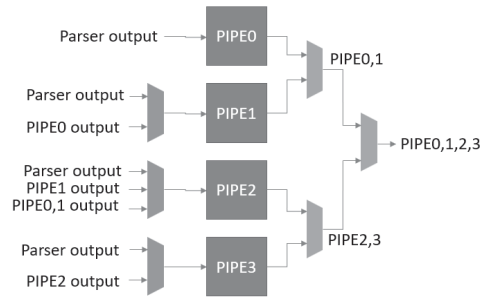 Parser output
PIPE0
PIPE0,1
Parser output
PIPE0 output
PIPE1
PIPE0,1,2,3
Parser output
PIPE1 output
PIPE0,1 output
PIPE2
PIPE2,3
Parser output
PIPE2 output
PIPE3